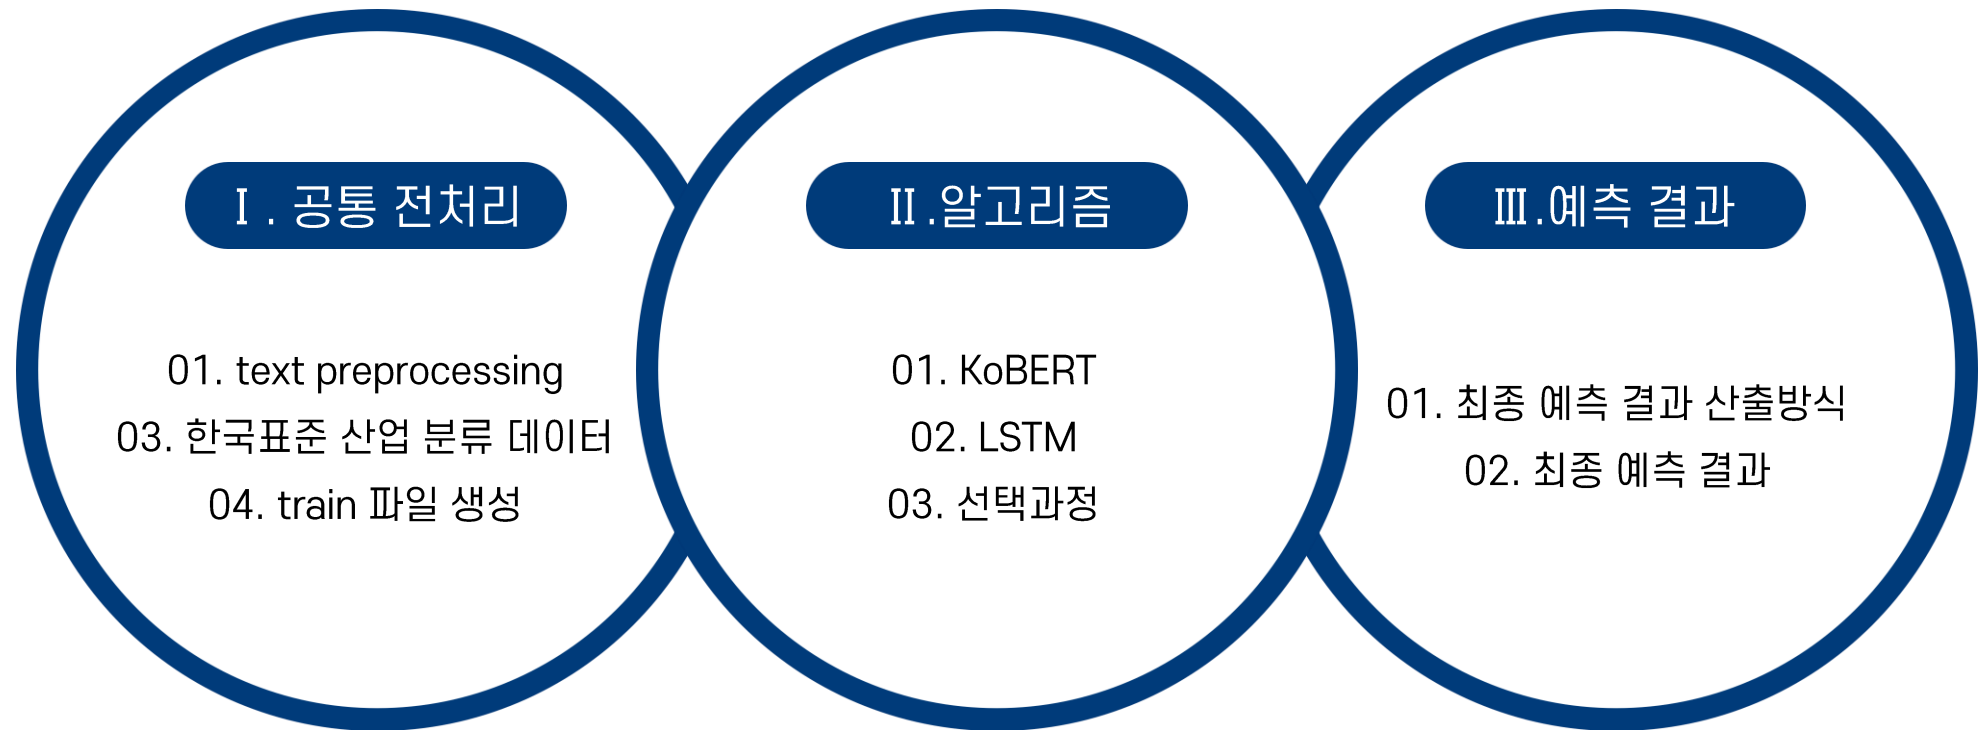 Ⅰ. 공통 전처리
01. text preprocessing
03. 한국표준 산업 분류 데이터
04. train 파일 생성
Ⅱ.알고리즘
01. KoBERT
02. LSTM
03. 선택과정
Ⅲ.예측 결과
01. 최종 예측 결과 산출방식
02. 최종 예측 결과